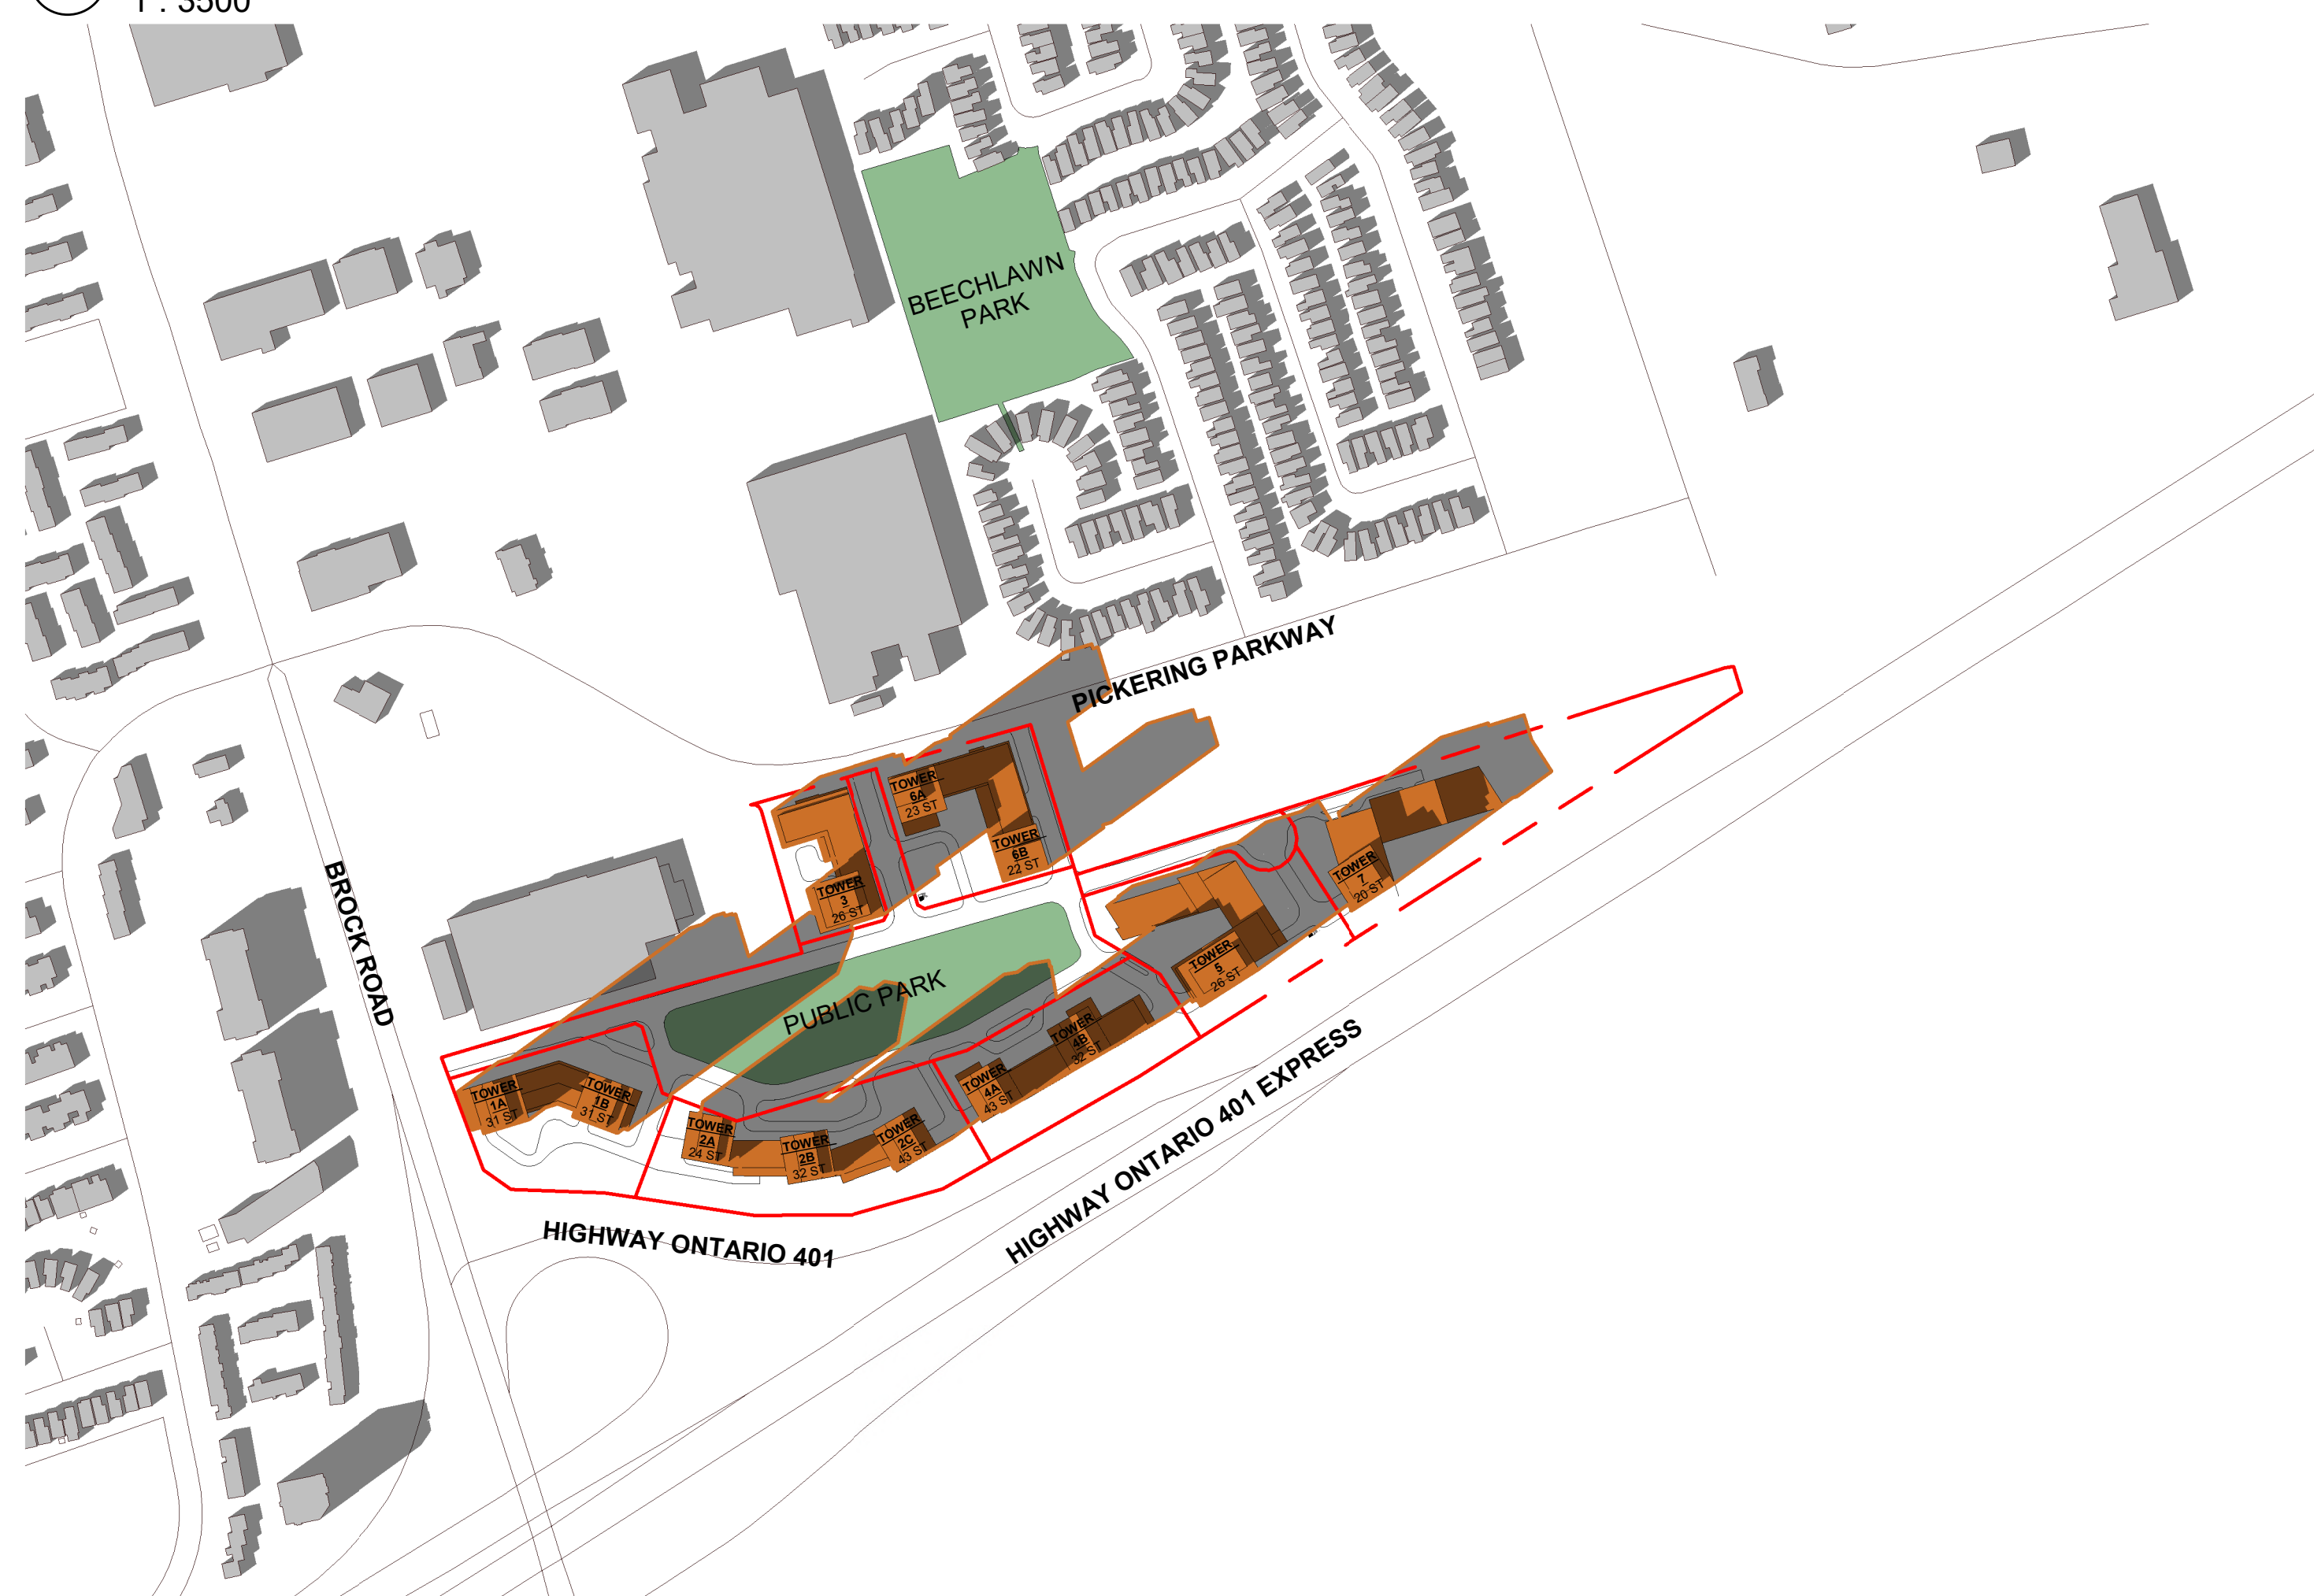 1 : 3500
BEECHLAWN
PARK
PICKERING PARKWAY
TOWER
6A
23 ST
TOWER
6B
22 ST
TOWER
3
26 ST
TOWER
7
20 ST
BROCK ROAD
TOWER
5
26 ST
PUBLIC PARK
TOWER
4B
32 ST
TOWER
4A
43 ST
TOWER
1A
31 ST
TOWER
1B
31 ST
TOWER
2A
24 ST
TOWER
2B
32 ST
TOWER
2C
43 ST
HIGHWAY ONTARIO 401
HIGHWAY ONTARIO 401 EXPRESS